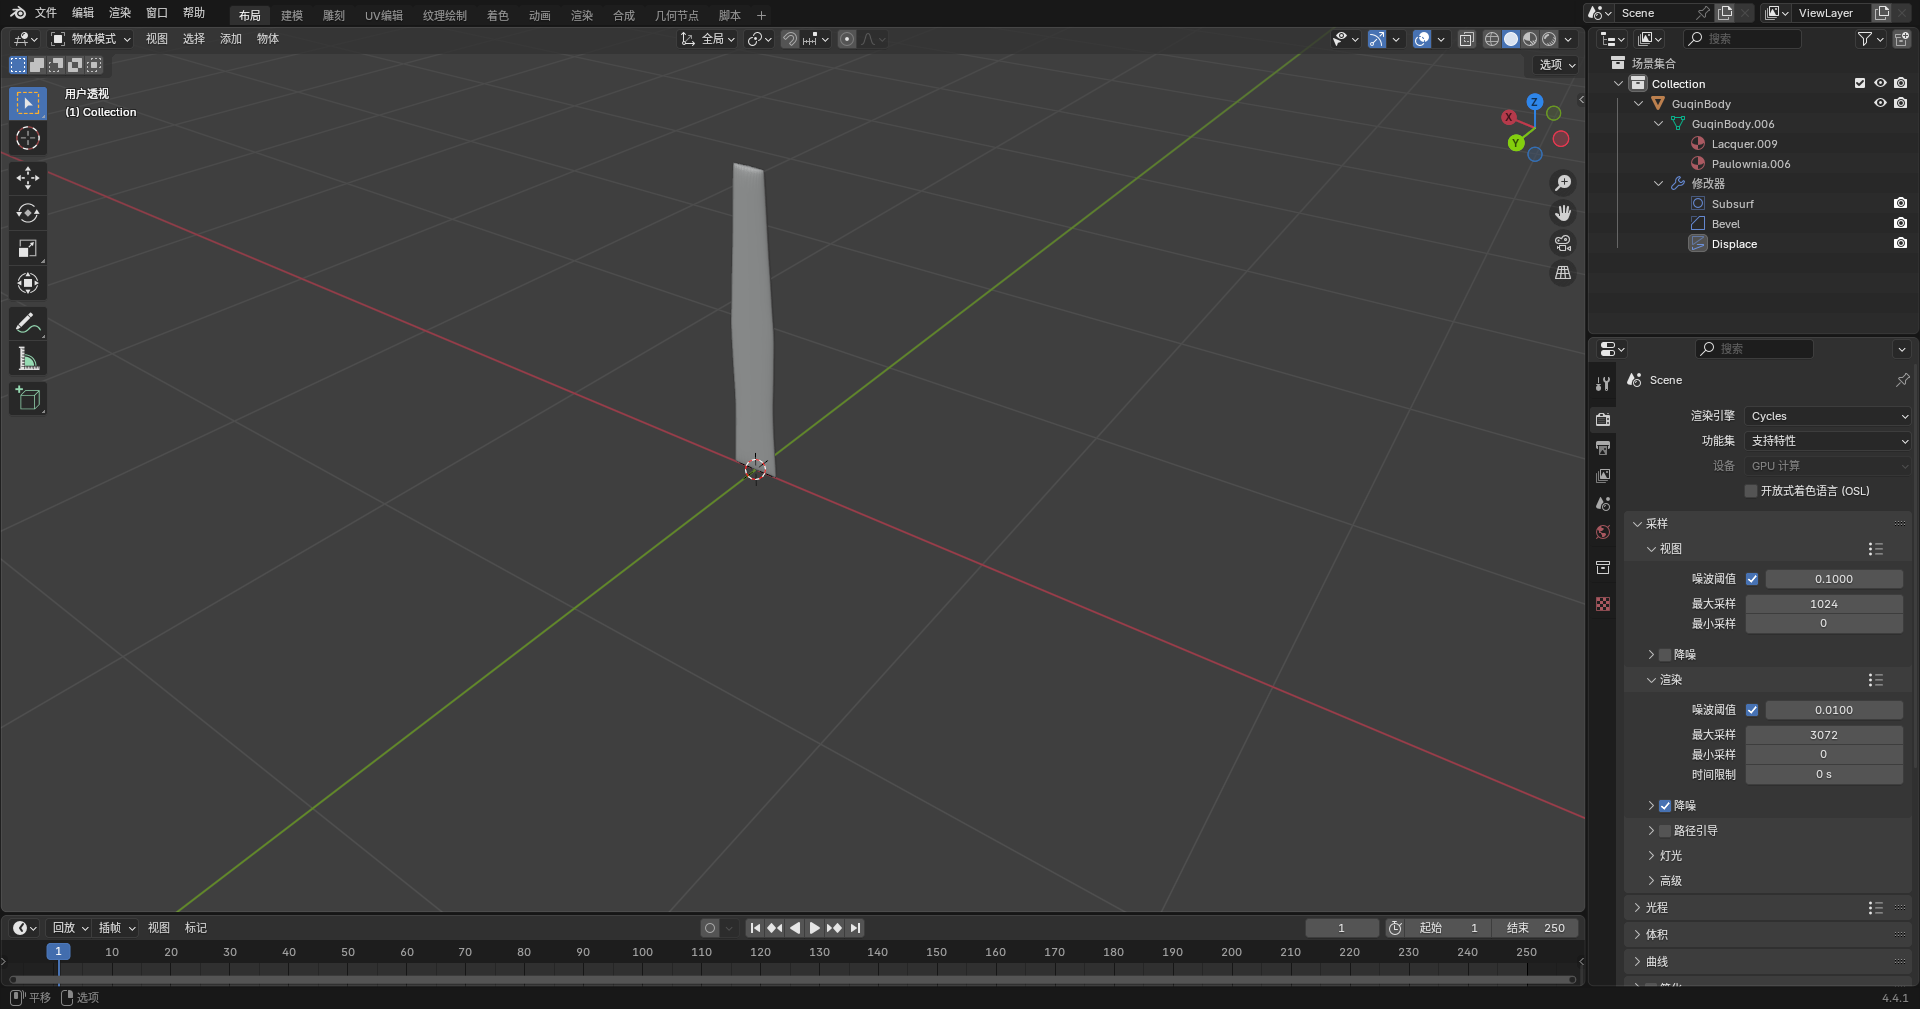 文件 编辑 渲染 窗口 帮助 布局 建模 雕刻 UV编辑 纹理绘制 着色 动画 渲染 合成 几何节点 脚本 Scene ViewLayer
物体模式 视图 选择 添加 物体 全局 搜索
选项
用户透视
(1) Collection
Z
X
Y
场景集合
Collection
GuqinBody
GuqinBody.006
Lacquer.009
Paulownia.006
修改器
Subsurf
Bevel
Displace
搜索
Scene
渲染引擎 Cycles
功能集 支持特性
设备 GPU 计算
开放式着色语言 (OSL)
采样
视图
噪波阈值 0.1000
最大采样 1024
最小采样 0
降噪
渲染
噪波阈值 0.0100
最大采样 3072
最小采样 0
时间限制 0 s
降噪
路径引导
灯光
高级
光程
体积
曲线
回放 插帧 视图 标记 1 起始 1 结束 250
1 10 20 30 40 50 60 70 80 90 100 110 120 130 140 150 160 170 180 190 200 210 220 230 240 250
平移 选项 4.4.1